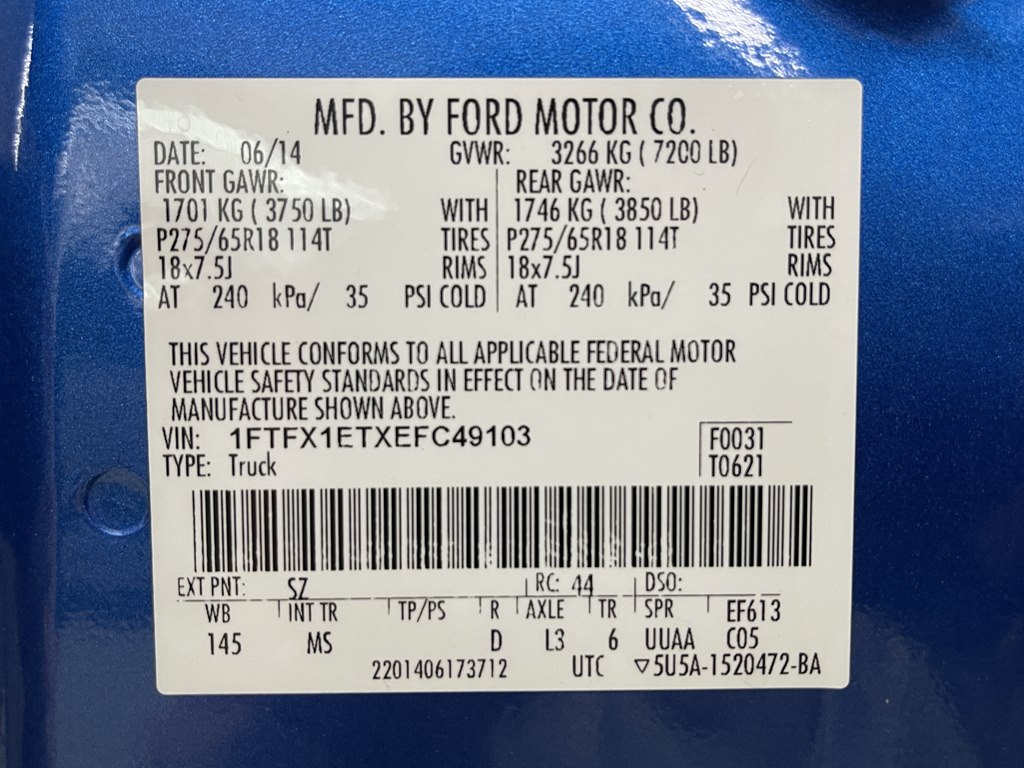 MFD. BY FORD MOTOR CO.
DATE: 06/14 GVWR: 3266 KG ( 7200 LB)
FRONT GAWR: REAR GAWR:
1701 KG ( 3750 LB) WITH 1746 KG ( 3850 LB) WITH
P275/65R18 114T TIRES P275/65R18 114T TIRES
18x7.5J RIMS 18x7.5J RIMS
AT 240 kPa/ 35 PSI COLD AT 240 kPa/ 35 PSI COLD
THIS VEHICLE CONFORMS TO ALL APPLICABLE FEDERAL MOTOR
VEHICLE SAFETY STANDARDS IN EFFECT ON THE DATE OF
MANUFACTURE SHOWN ABOVE.
VIN: 1FTFX1ETXEFC49103 F0031
TYPE: Truck T0621
EXT PNT: SZ RC: 44 DSO:
WB INT TR TP/PS R AXLE TR SPR EF613
145 MS D L3 6 UUAA C05
2201406173712 UTC ▽5U5A-1520472-BA